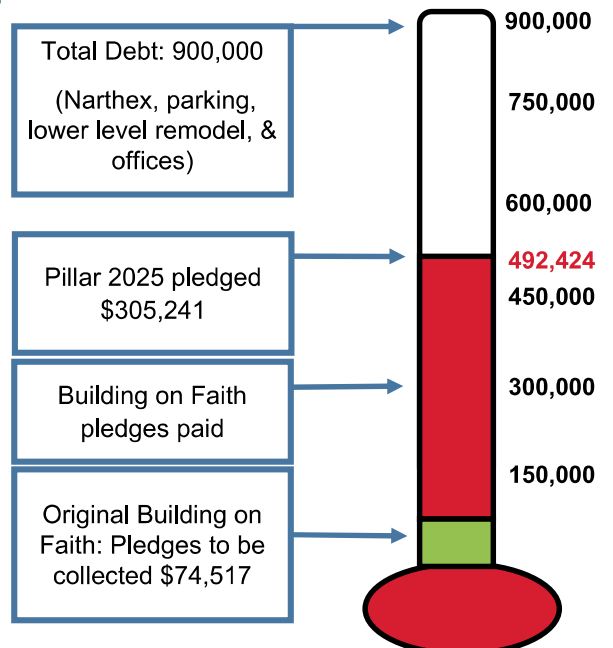 Total Debt: 900,000
(Narthex, parking,
lower level remodel, &
offices)
Pillar 2025 pledged
$305,241
Building on Faith
pledges paid
Original Building on
Faith: Pledges to be
collected $74,517
900,000
750,000
600,000
492,424
450,000
300,000
150,000